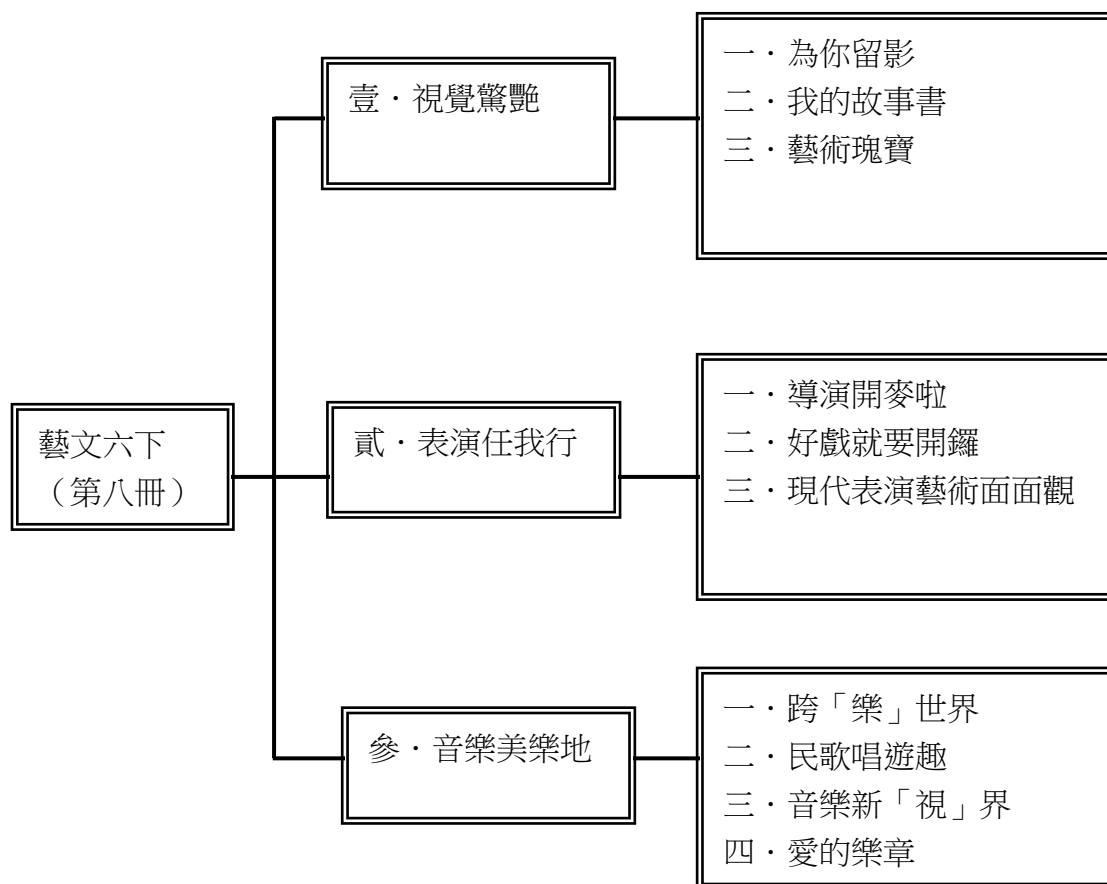 藝文六下
（第八冊）
壹．視覺驚艷
一．為你留影
二．我的故事書
三．藝術瑰寶
貳．表演任我行
一．導演開麥啦
二．好戲就要開鑼
三．現代表演藝術面面觀
參．音樂美樂地
一．跨「樂」世界
二．民歌唱遊趣
三．音樂新「視」界
四．愛的樂章